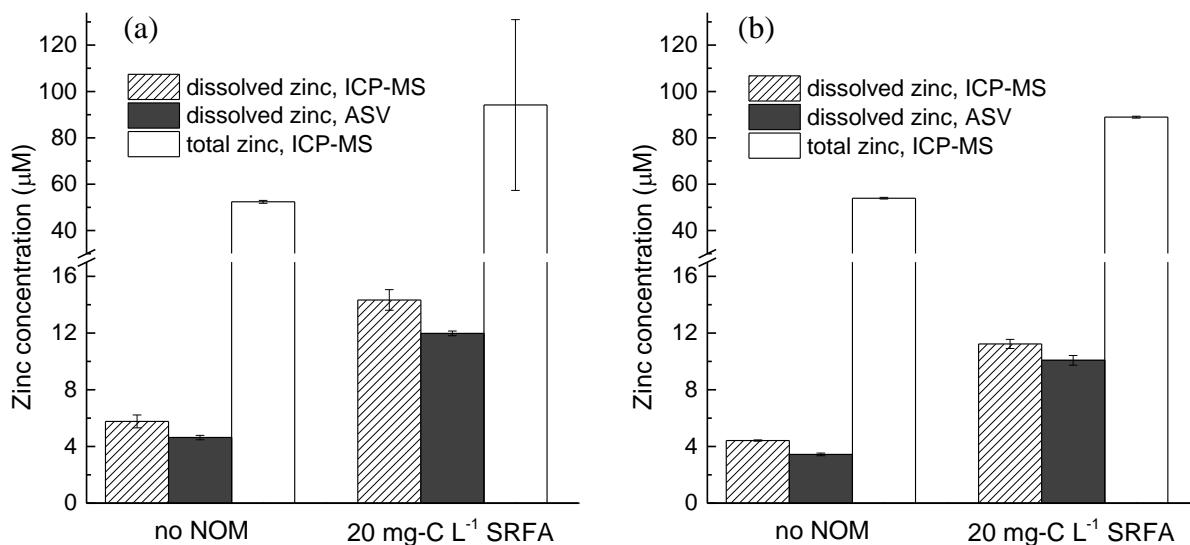 (a)
dissolved zinc, ICP-MS
dissolved zinc, ASV
total zinc, ICP-MS
Zinc concentration (μM)
120
100
80
60
40
16
12
8
4
0
no NOM
20 mg-C L⁻¹ SRFA
(b)
dissolved zinc, ICP-MS
dissolved zinc, ASV
total zinc, ICP-MS
Zinc concentration (μM)
120
100
80
60
40
16
12
8
4
0
no NOM
20 mg-C L⁻¹ SRFA